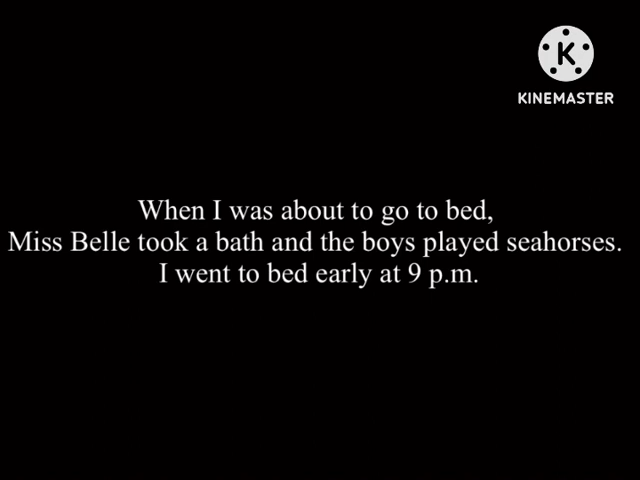 K
KINEMASTER
When I was about to go to bed,
Miss Belle took a bath and the boys played seahorses.
I went to bed early at 9 p.m.